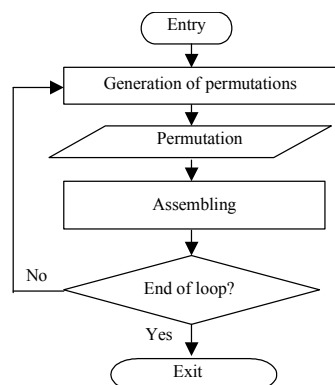 Entry
Generation of permutations
Permutation
Assembling
No
End of loop?
Yes
Exit